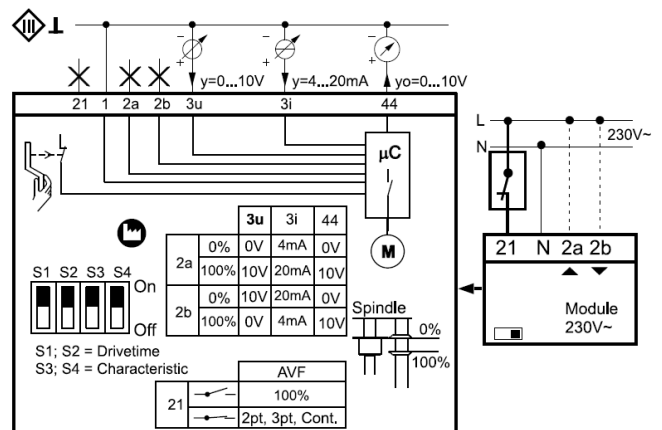 y=0...10V y=4...20mA yo=0...10V
21 1 2a 2b 3u 3i 44
µC
M
3u 3i 44
2a 0% 0V 4mA 0V
100% 10V 20mA 10V
2b 0% 10V 20mA 0V
100% 0V 4mA 10V
S1 S2 S3 S4
On
Off
S1; S2 = Drivetime
S3; S4 = Characteristic
Spindle
0%
100%
AVF
21 100%
2pt, 3pt, Cont.
L
N
230V~
21 N 2a 2b
Module
230V~